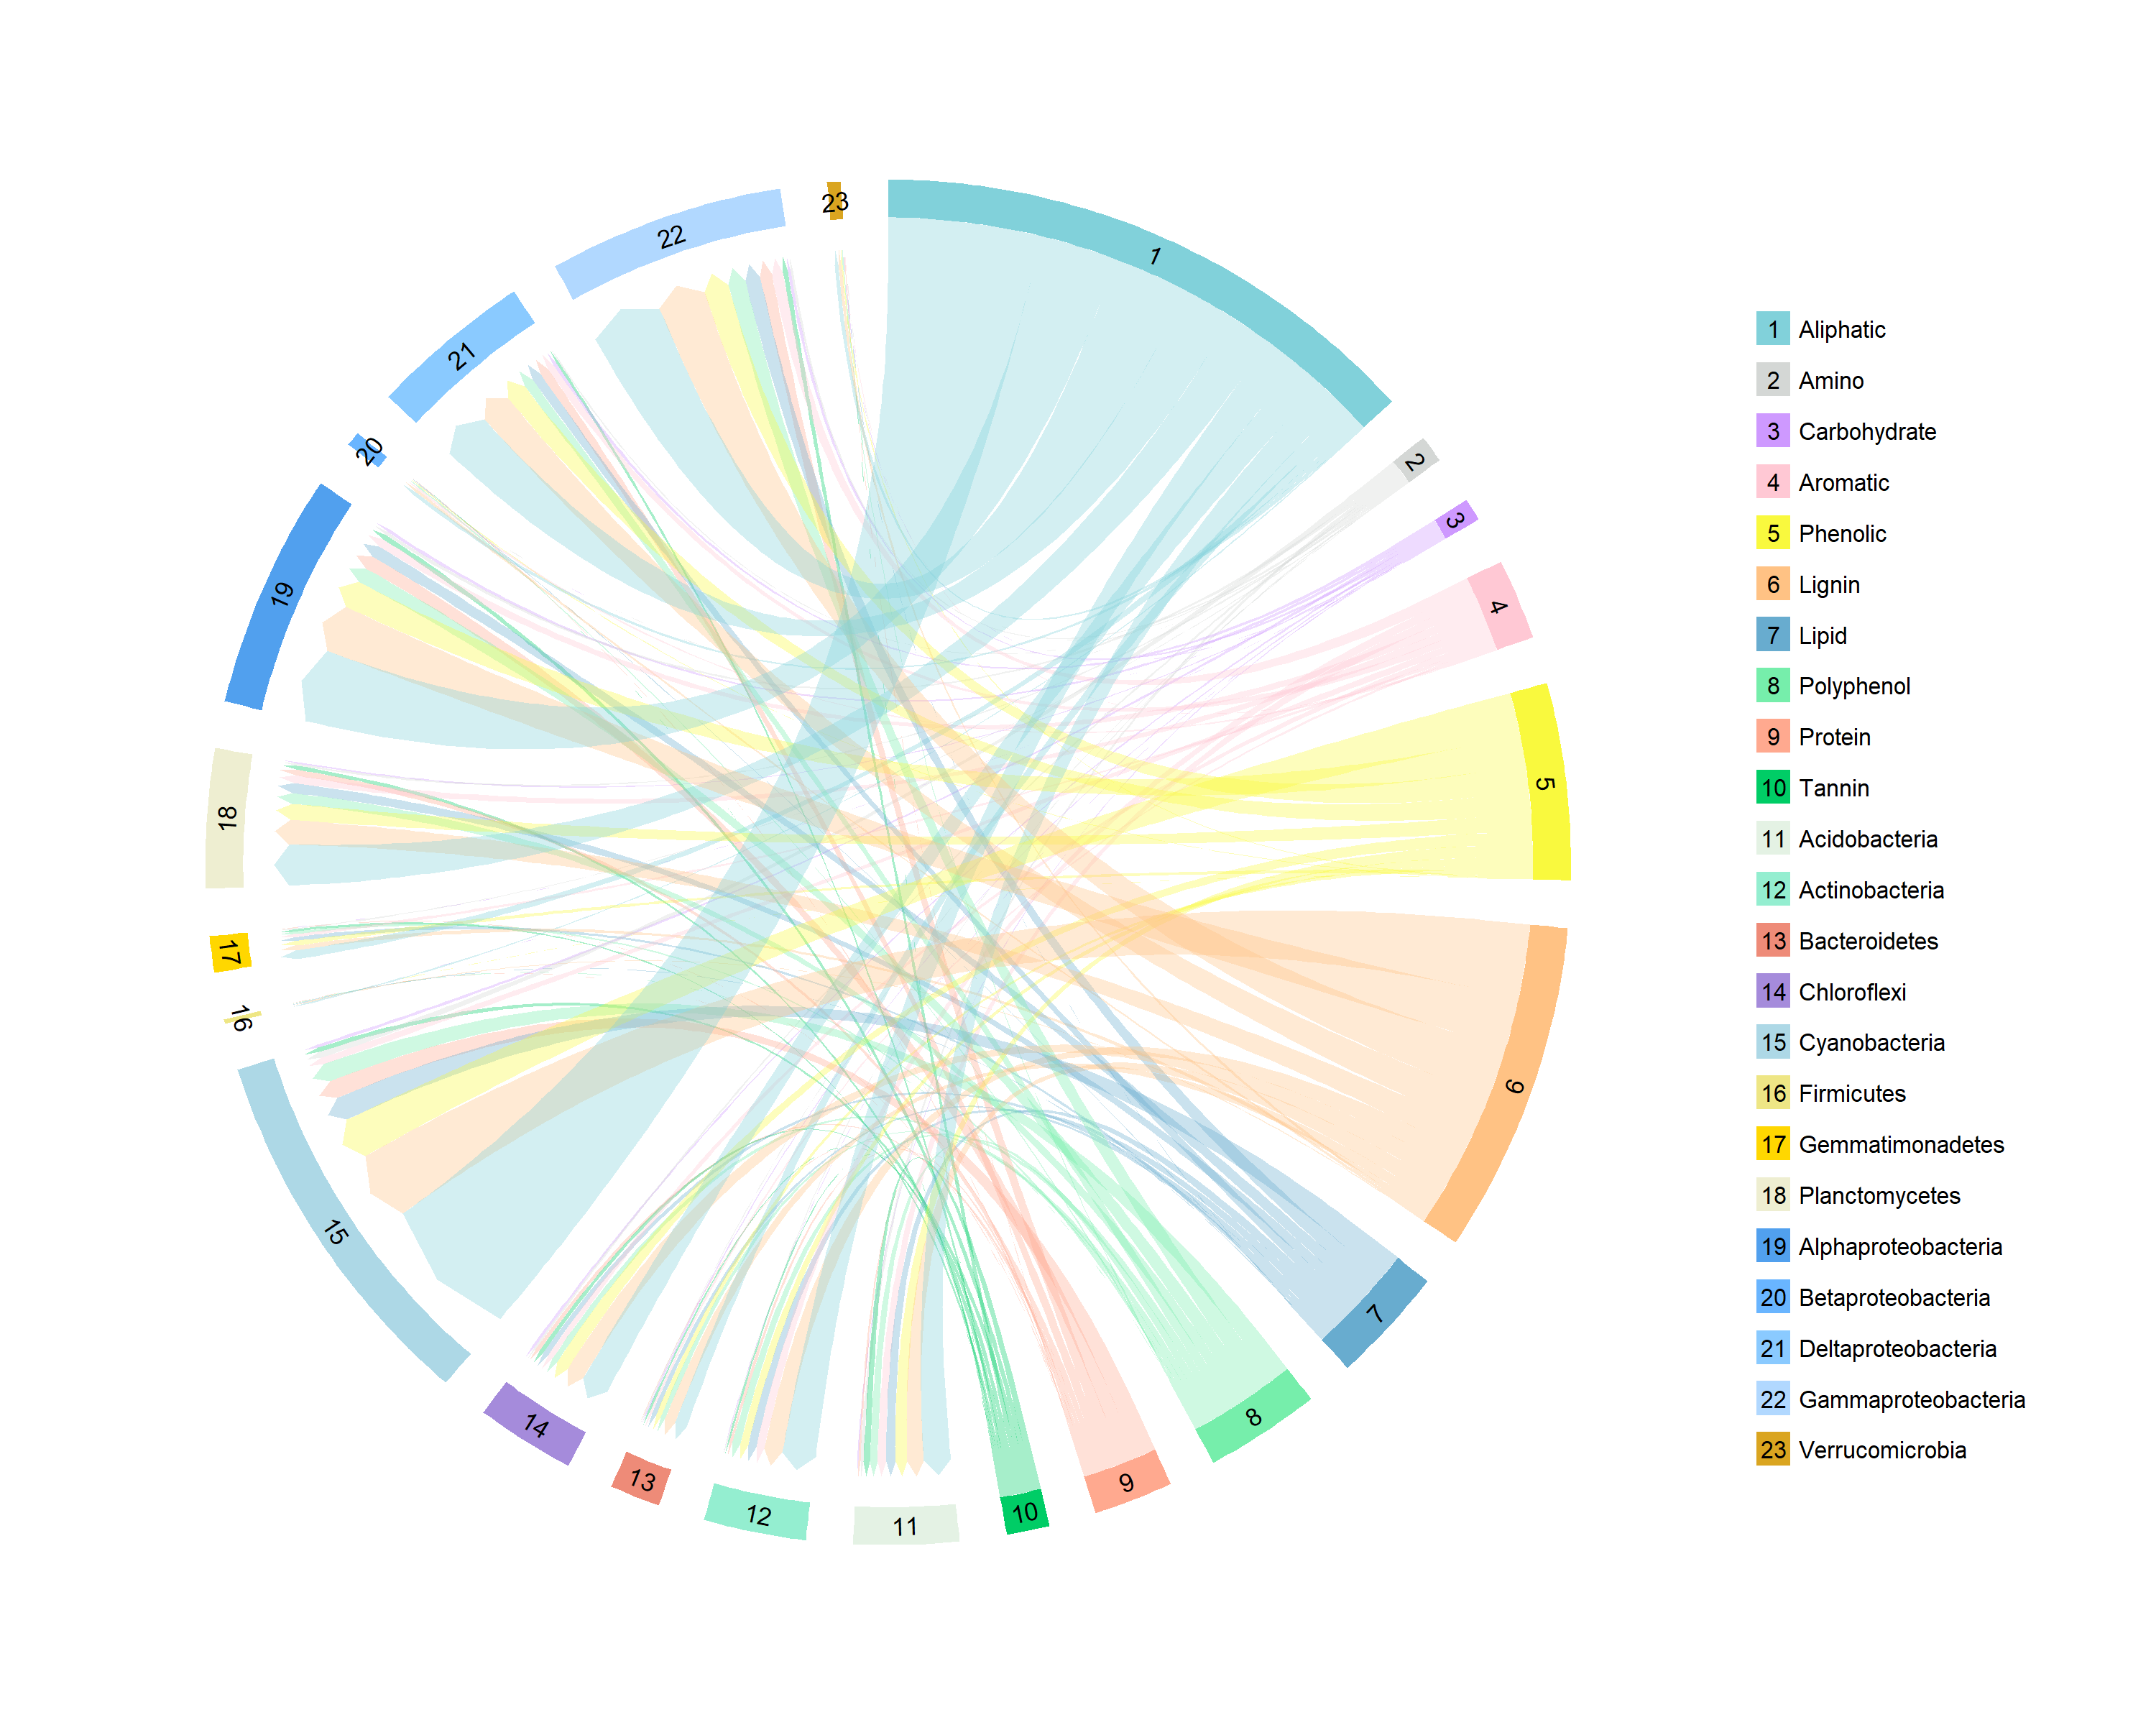 1
2
3
4
5
6
7
8
9
10
11
12
13
14
15
16
17
18
19
20
21
22
23
1 Aliphatic
2 Amino
3 Carbohydrate
4 Aromatic
5 Phenolic
6 Lignin
7 Lipid
8 Polyphenol
9 Protein
10 Tannin
11 Acidobacteria
12 Actinobacteria
13 Bacteroidetes
14 Chloroflexi
15 Cyanobacteria
16 Firmicutes
17 Gemmatimonadetes
18 Planctomycetes
19 Alphaproteobacteria
20 Betaproteobacteria
21 Deltaproteobacteria
22 Gammaproteobacteria
23 Verrucomicrobia